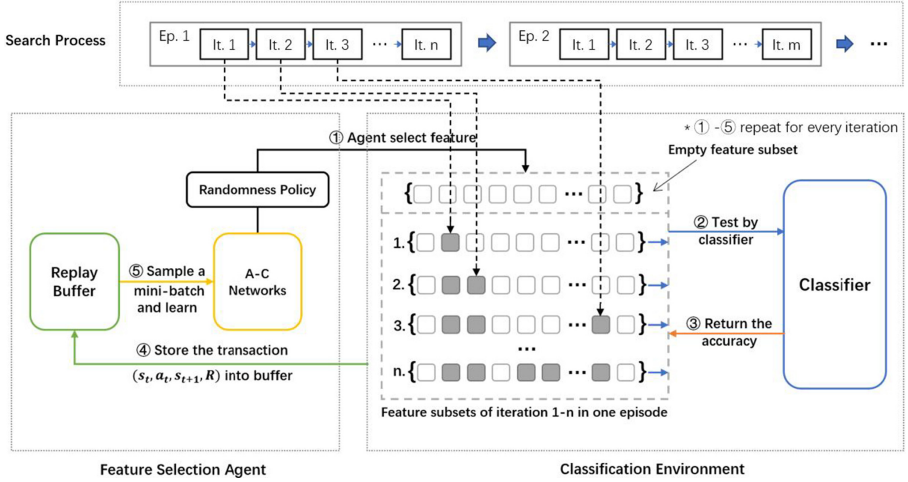 Search Process
Ep. 1
It. 1
It. 2
It. 3
...
It. n
Ep. 2
It. 1
It. 2
It. 3
...
It. m
...
① Agent select feature
* ① -⑤ repeat for every iteration
Empty feature subset
Randomness Policy
{ ... }
1. { ... }
2. { ... }
3. { ... }
...
n. { ... }
② Test by
classifier
Classifier
③ Return the
accuracy
Replay
Buffer
⑤ Sample a
mini-batch
and learn
A-C
Networks
④ Store the transaction
(s_t, a_t, s_{t+1}, R) into buffer
Feature subsets of iteration 1-n in one episode
Feature Selection Agent
Classification Environment